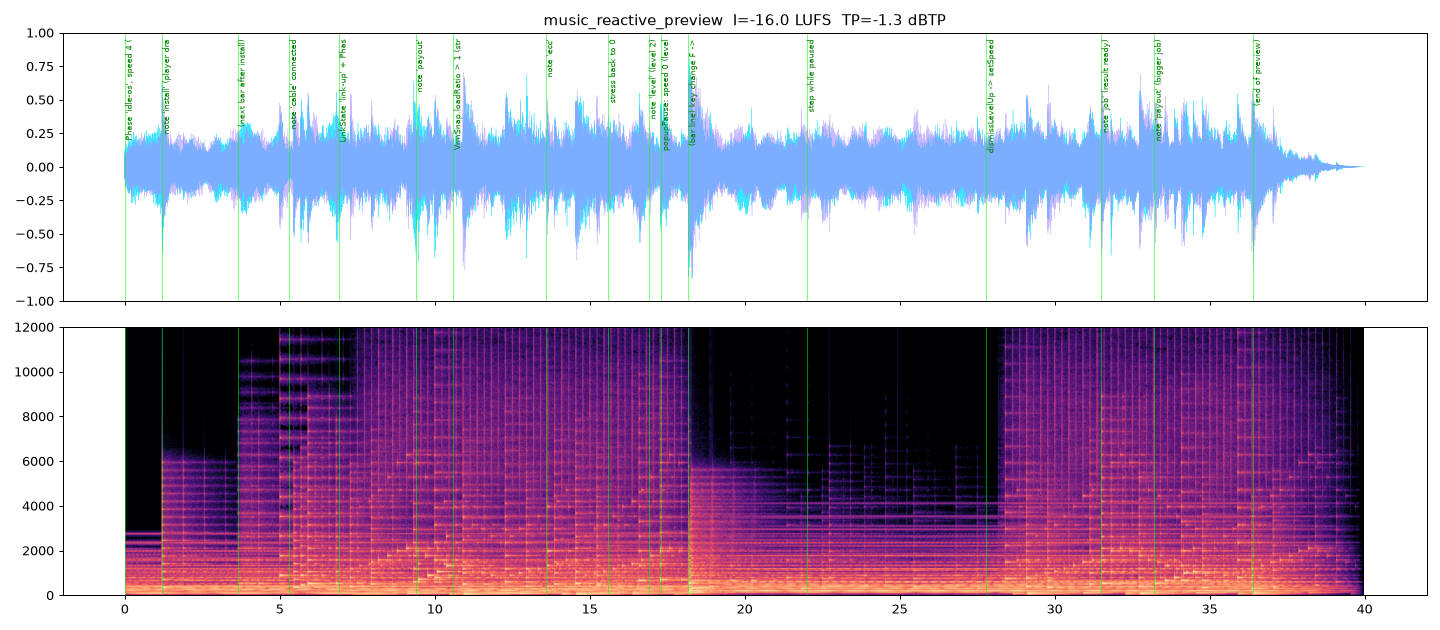 music_reactive_preview  I=-16.0 LUFS  TP=-1.3 dBTP
1.00
0.75
0.50
0.25
0.00
−0.25
−0.50
−0.75
−1.00
Phase 'idle-os', speed 4 (
note 'install' (player dra
(next bar after install)
note 'cable' connected
LinkState 'link-up' + Phas
note 'payout'
VmSnap.loadRatio > 1 (str
note 'ecc'
stress back to 0
note 'level' (level 2)
popupPause: speed 0 (level
(bar line) key change F ->
step while paused
dismissLevelUp -> setSpeed
note 'job' (result ready)
note 'payout' (bigger job)
(end of preview)
12000
10000
8000
6000
4000
2000
0
0
5
10
15
20
25
30
35
40